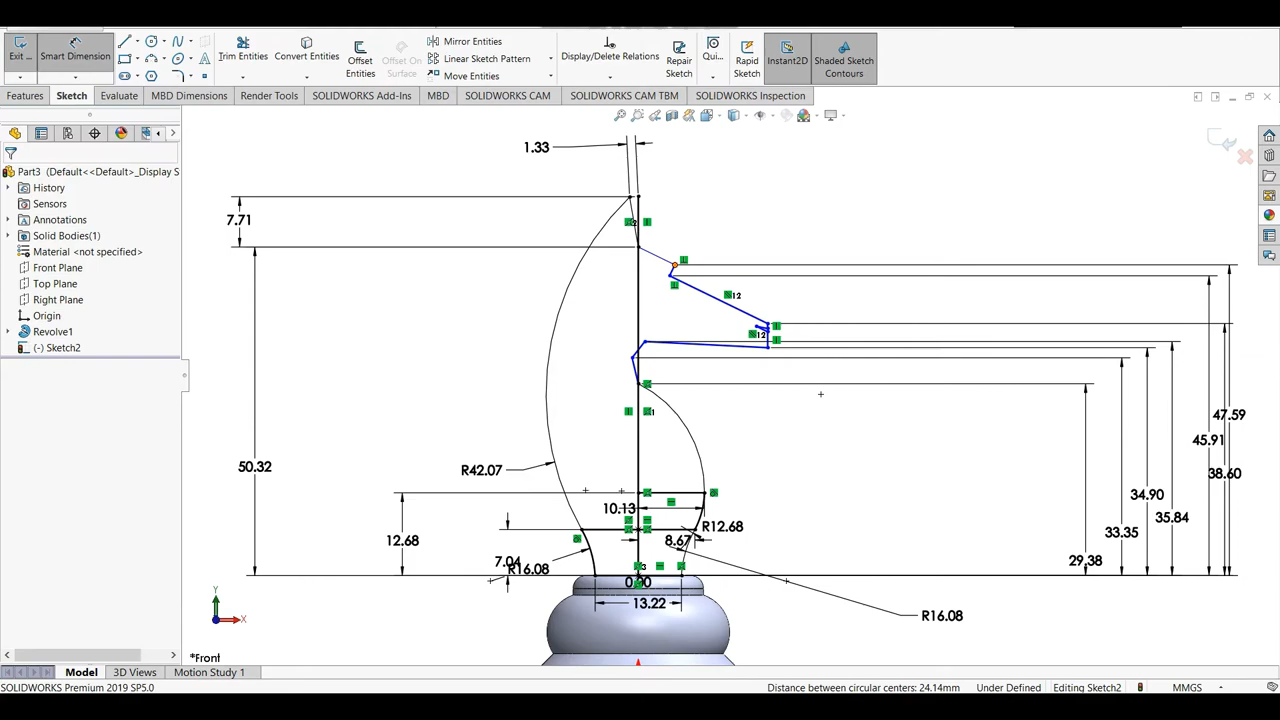 Exit ...
Smart Dimension
Trim Entities
Convert Entities
Offset Entities
Offset On Surface
Mirror Entities
Linear Sketch Pattern
Move Entities
Display/Delete Relations
Repair Sketch
Qui...
Rapid Sketch
Instant2D
Shaded Sketch Contours
Features
Sketch
Evaluate
MBD Dimensions
Render Tools
SOLIDWORKS Add-Ins
MBD
SOLIDWORKS CAM
SOLIDWORKS CAM TBM
SOLIDWORKS Inspection
Part3 (Default<<Default>_Display S
History
Sensors
Annotations
Solid Bodies(1)
Material <not specified>
Front Plane
Top Plane
Right Plane
Origin
Revolve1
(-) Sketch2
1.33
7.71
12
12
47.59
45.91
38.60
34.90
35.84
33.35
29.38
50.32
R42.07
12.68
10.13
R12.68
8.67
7.04
R16.08
0.00
13.22
R16.08
Y
X
*Front
Model
3D Views
Motion Study 1
SOLIDWORKS Premium 2019 SP5.0
Distance between circular centers: 24.14mm
Under Defined
Editing Sketch2
MMGS